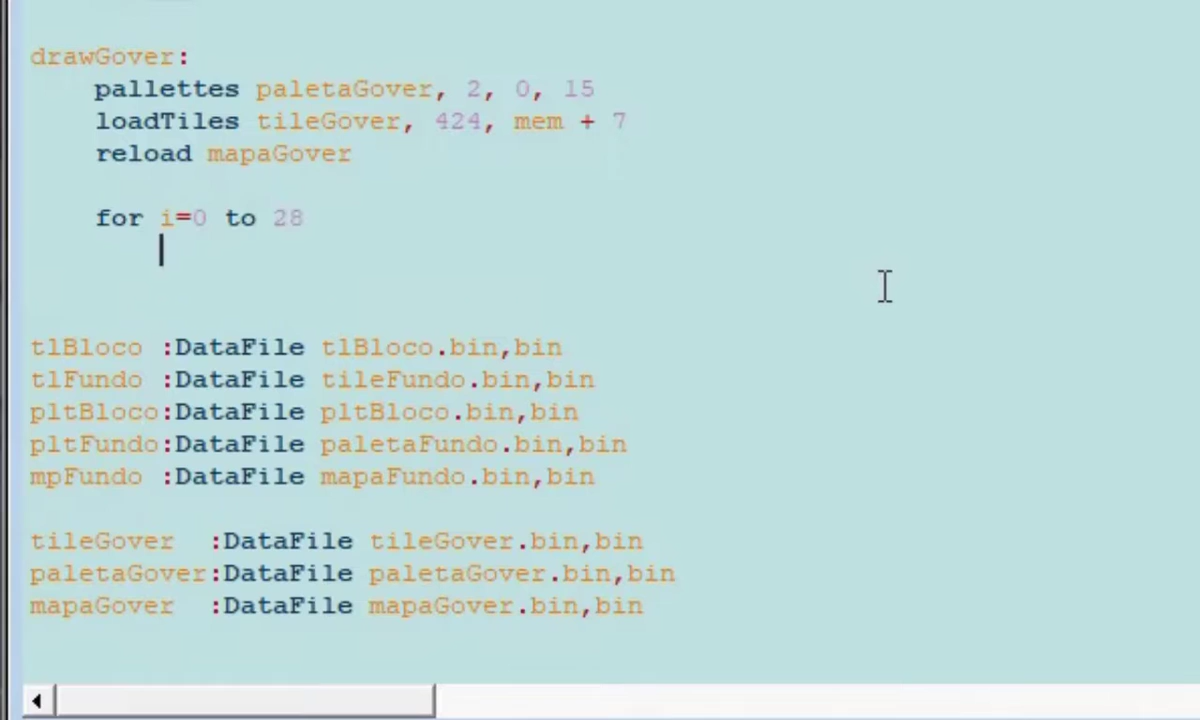 drawGover:
pallettes paletaGover, 2, 0, 15
loadTiles tileGover, 424, mem + 7
reload mapaGover
for i=0 to 28
tlBloco :DataFile tlBloco.bin,bin
tlFundo :DataFile tileFundo.bin,bin
pltBloco:DataFile pltBloco.bin,bin
pltFundo:DataFile paletaFundo.bin,bin
mpFundo :DataFile mapaFundo.bin,bin
tileGover :DataFile tileGover.bin,bin
paletaGover:DataFile paletaGover.bin,bin
mapaGover :DataFile mapaGover.bin,bin